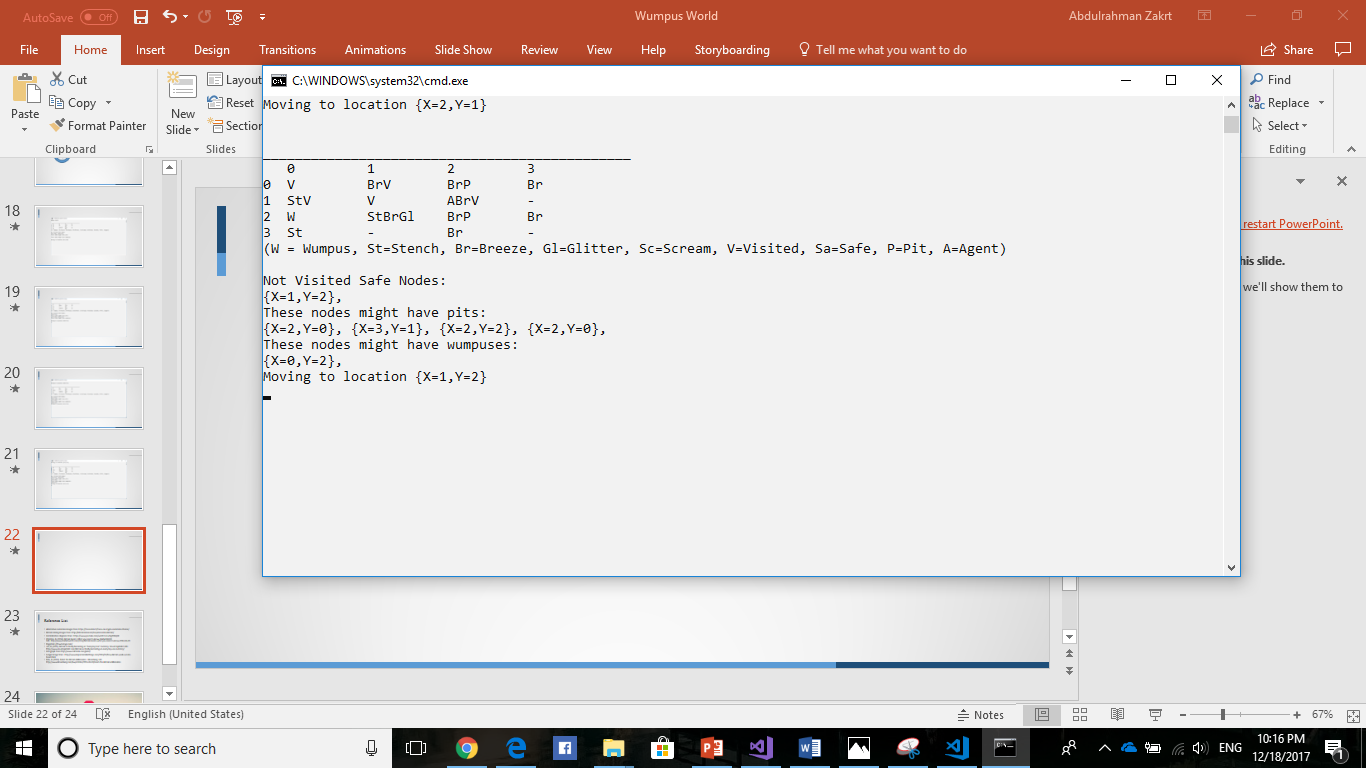 AutoSave Off
Wumpus World
Abdulrahman Zakrt
File Home Insert Design Transitions Animations Slide Show Review View Help Storyboarding Tell me what you want to do Share
Cut
Copy
Format Painter
Paste
Clipboard
New
Slide
Layout
Reset
Section
Slides
Find
Replace
Select
Editing
C:\WINDOWS\system32\cmd.exe
Moving to location {X=2,Y=1}
0 1 2 3
0 V BrV BrP Br
1 StV V ABrV -
2 W StBrGl BrP Br
3 St - Br -
(W = Wumpus, St=Stench, Br=Breeze, Gl=Glitter, Sc=Scream, V=Visited, Sa=Safe, P=Pit, A=Agent)
Not Visited Safe Nodes:
{X=1,Y=2},
These nodes might have pits:
{X=2,Y=0}, {X=3,Y=1}, {X=2,Y=2}, {X=2,Y=0},
These nodes might have wumpuses:
{X=0,Y=2},
Moving to location {X=1,Y=2}
restart PowerPoint.
his slide.
we'll show them to
18
19
20
21
22
23
Reference List
24
Slide 22 of 24 English (United States) Notes 67%
Type here to search
ENG
10:16 PM
12/18/2017
1